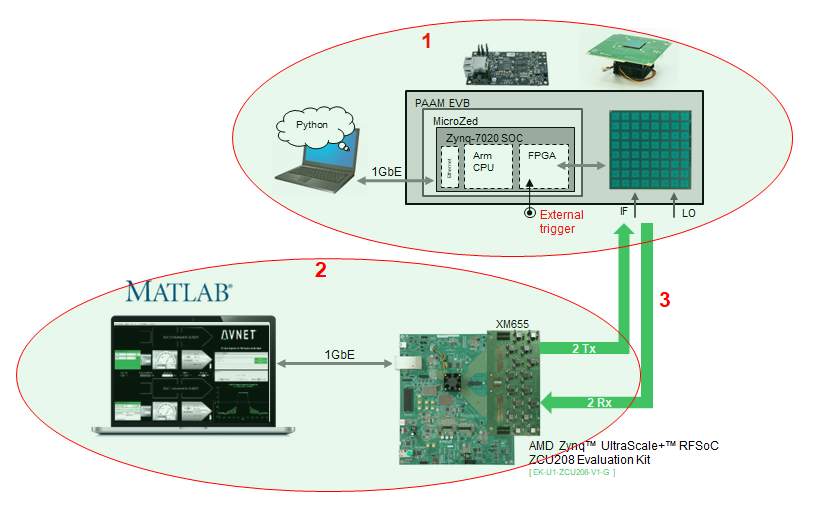 1
PAAM EVB
MicroZed
Zynq-7020 SOC
Python
Ethernet
Arm
CPU
FPGA
1GbE
External
trigger
IF
LO
2
3
MATLAB®
AVNET
XM655
1GbE
2 Tx
2 Rx
AMD Zynq™ UltraScale+™ RFSoC
ZCU208 Evaluation Kit
[ EK-U1-ZCU208-V1-G ]